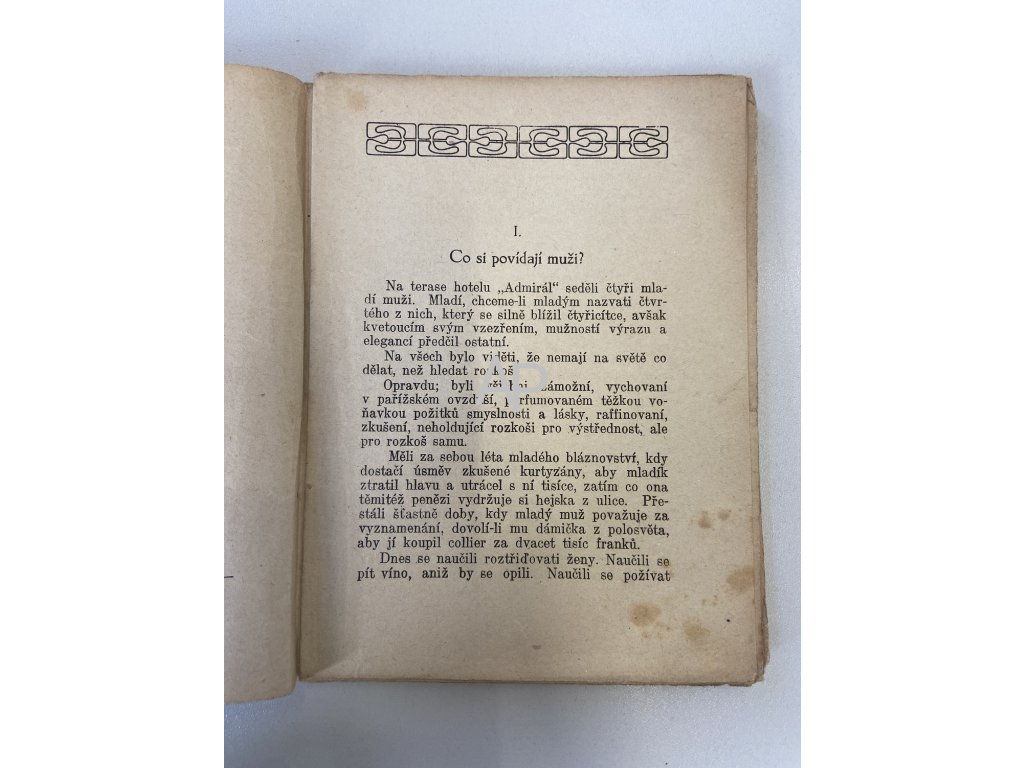 I.
Co si povídají muži?
Na terase hotelu „Admirál“ seděli čtyři mla-
dí muži. Mladí, chceme-li mladým nazvati čtvr-
tého z nich, který se silně blížil čtyřicítce, avšak
kvetoucím svým vzezřením, mužností výrazu a
elegancí předčil ostatní.
Na všech bylo viděti, že nemají na světě co
dělat, než hledat rozkoš.
Opravdu; byli všichni zámožní, vychovaní
v pařížském ovzduší, parfumovaném těžkou vo-
ňavkou požitků smyslnosti a lásky, raffinovaní,
zkušení, neholdující rozkoši pro výstřednost, ale
pro rozkoš samu.
Měli za sebou léta mladého bláznovství, kdy
dostačí úsměv zkušené kurtyzány, aby mladík
ztratil hlavu a utrácel s ní tisíce, zatím co ona
těmitéž penězi vydržuje si hejska z ulice. Pře-
stáli šťastně doby, kdy mladý muž považuje za
vyznamenání, dovolí-li mu dámička z polosvěta,
aby jí koupil collier za dvacet tisíc franků.
Dnes se naučili roztřiďovati ženy. Naučili se
pít víno, aniž by se opili. Naučili se požívat